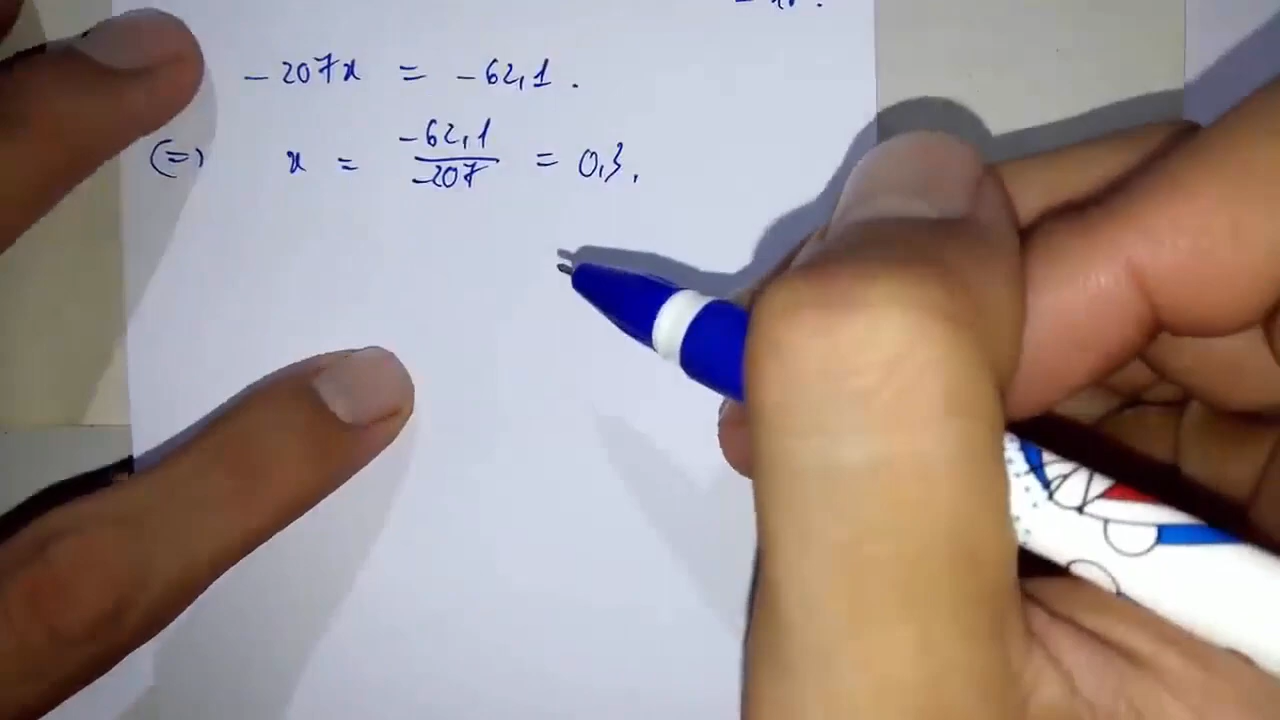 - 207x = - 62,1 .
(=) x = -62,1 / -207 = 0,3.